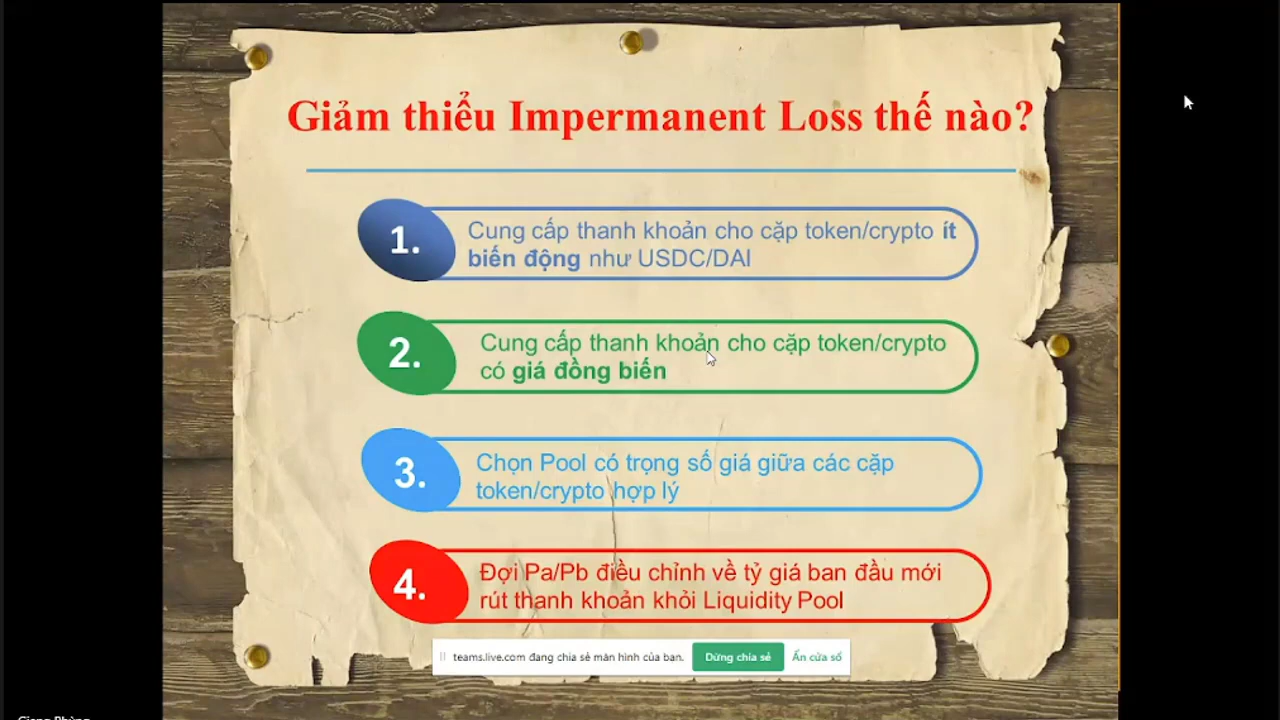 Giảm thiểu Impermanent Loss thế nào?
1.
Cung cấp thanh khoản cho cặp token/crypto ít
biến động như USDC/DAI
2.
Cung cấp thanh khoản cho cặp token/crypto
có giá đồng biến
3.
Chọn Pool có trọng số giá giữa các cặp
token/crypto hợp lý
4.
Đợi Pa/Pb điều chỉnh về tỷ giá ban đầu mới
rút thanh khoản khỏi Liquidity Pool
teams.live.com đang chia sẻ màn hình của bạn.
Dừng chia sẻ
Ẩn cửa sổ